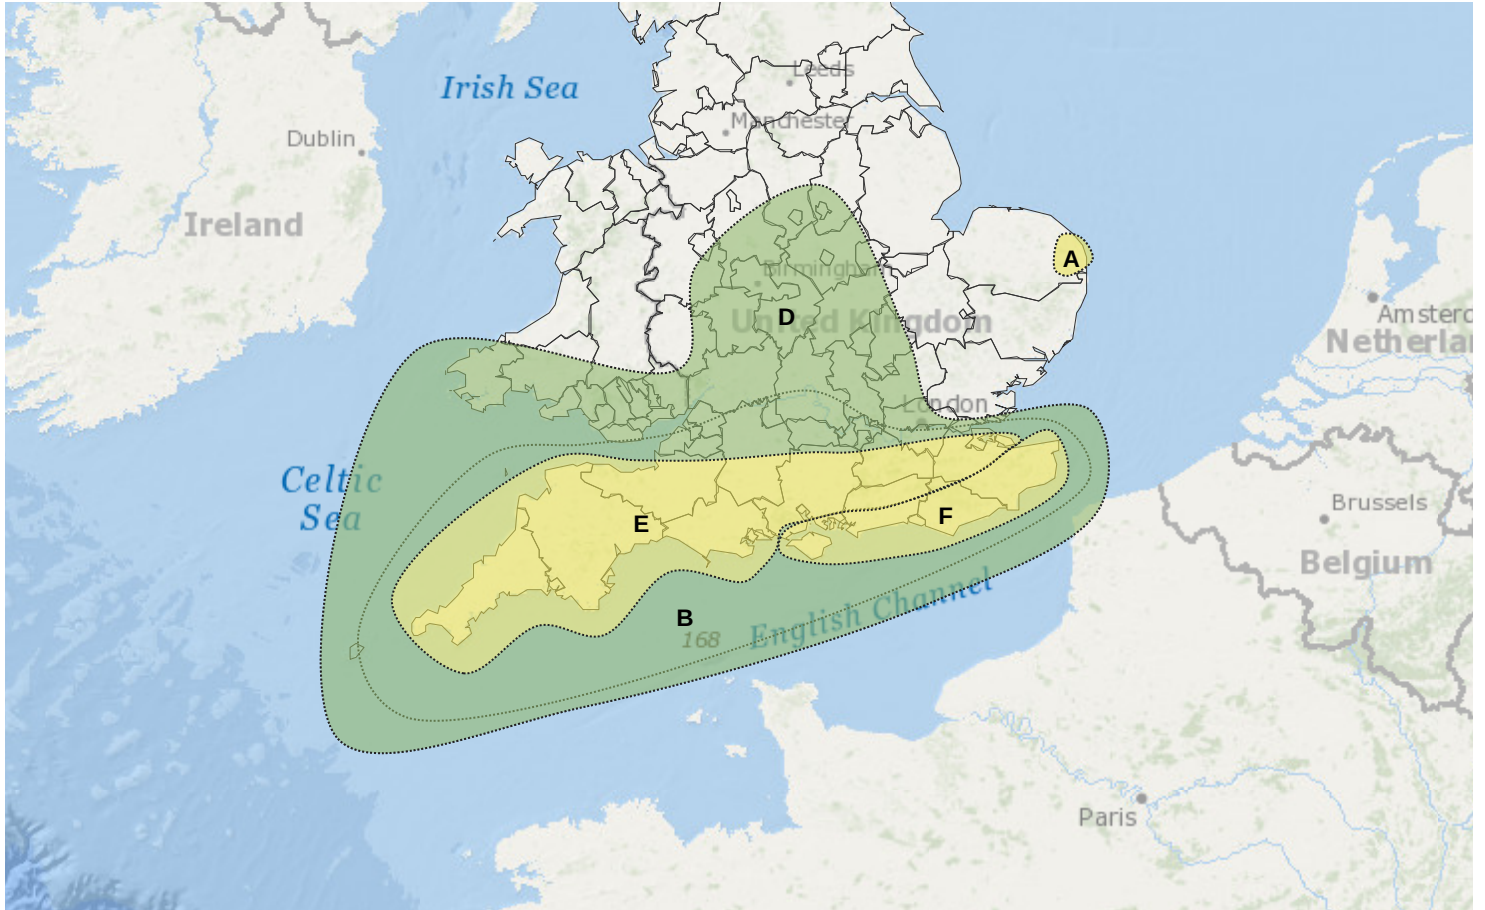 Leeds
Irish Sea
Manchester
Dublin
Ireland
A
Birmingham
Amsterd
D
United Kingdom
Netherlan
London
Celtic
Sea
Brussels
E
F
Belgium
B
English Channel
168
Paris